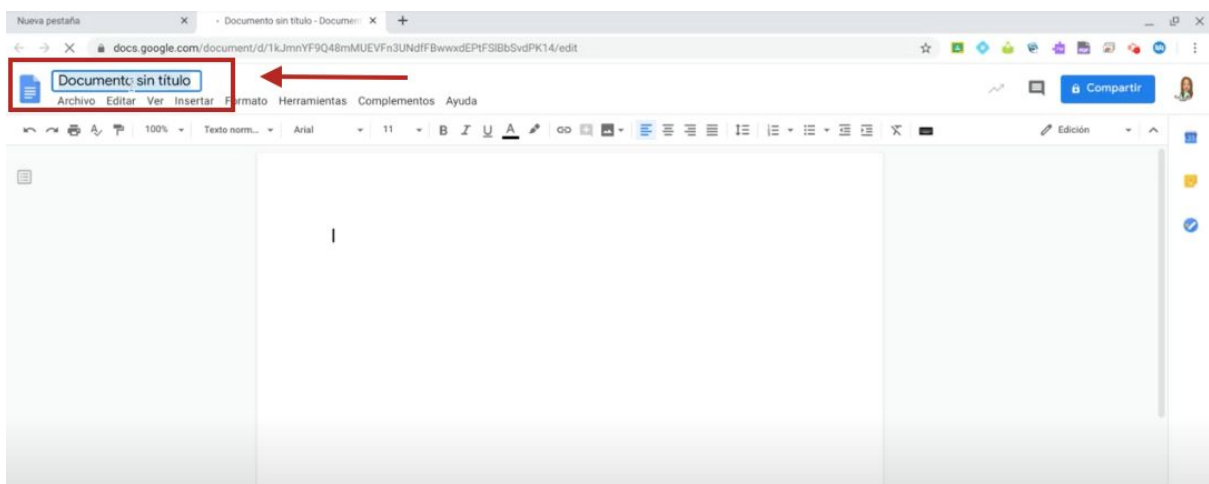 Nueva pestaña
Documento sin título - Documen
docs.google.com/document/d/1kJmnYF9Q48mMUEVFn3UNdfFBwwxdEPtFSlBbSvdPK14/edit
Documento sin título
Compartir
Archivo Editar Ver Insertar Formato Herramientas Complementos Ayuda
100% Texto norm... Arial 11 B I U A Edición